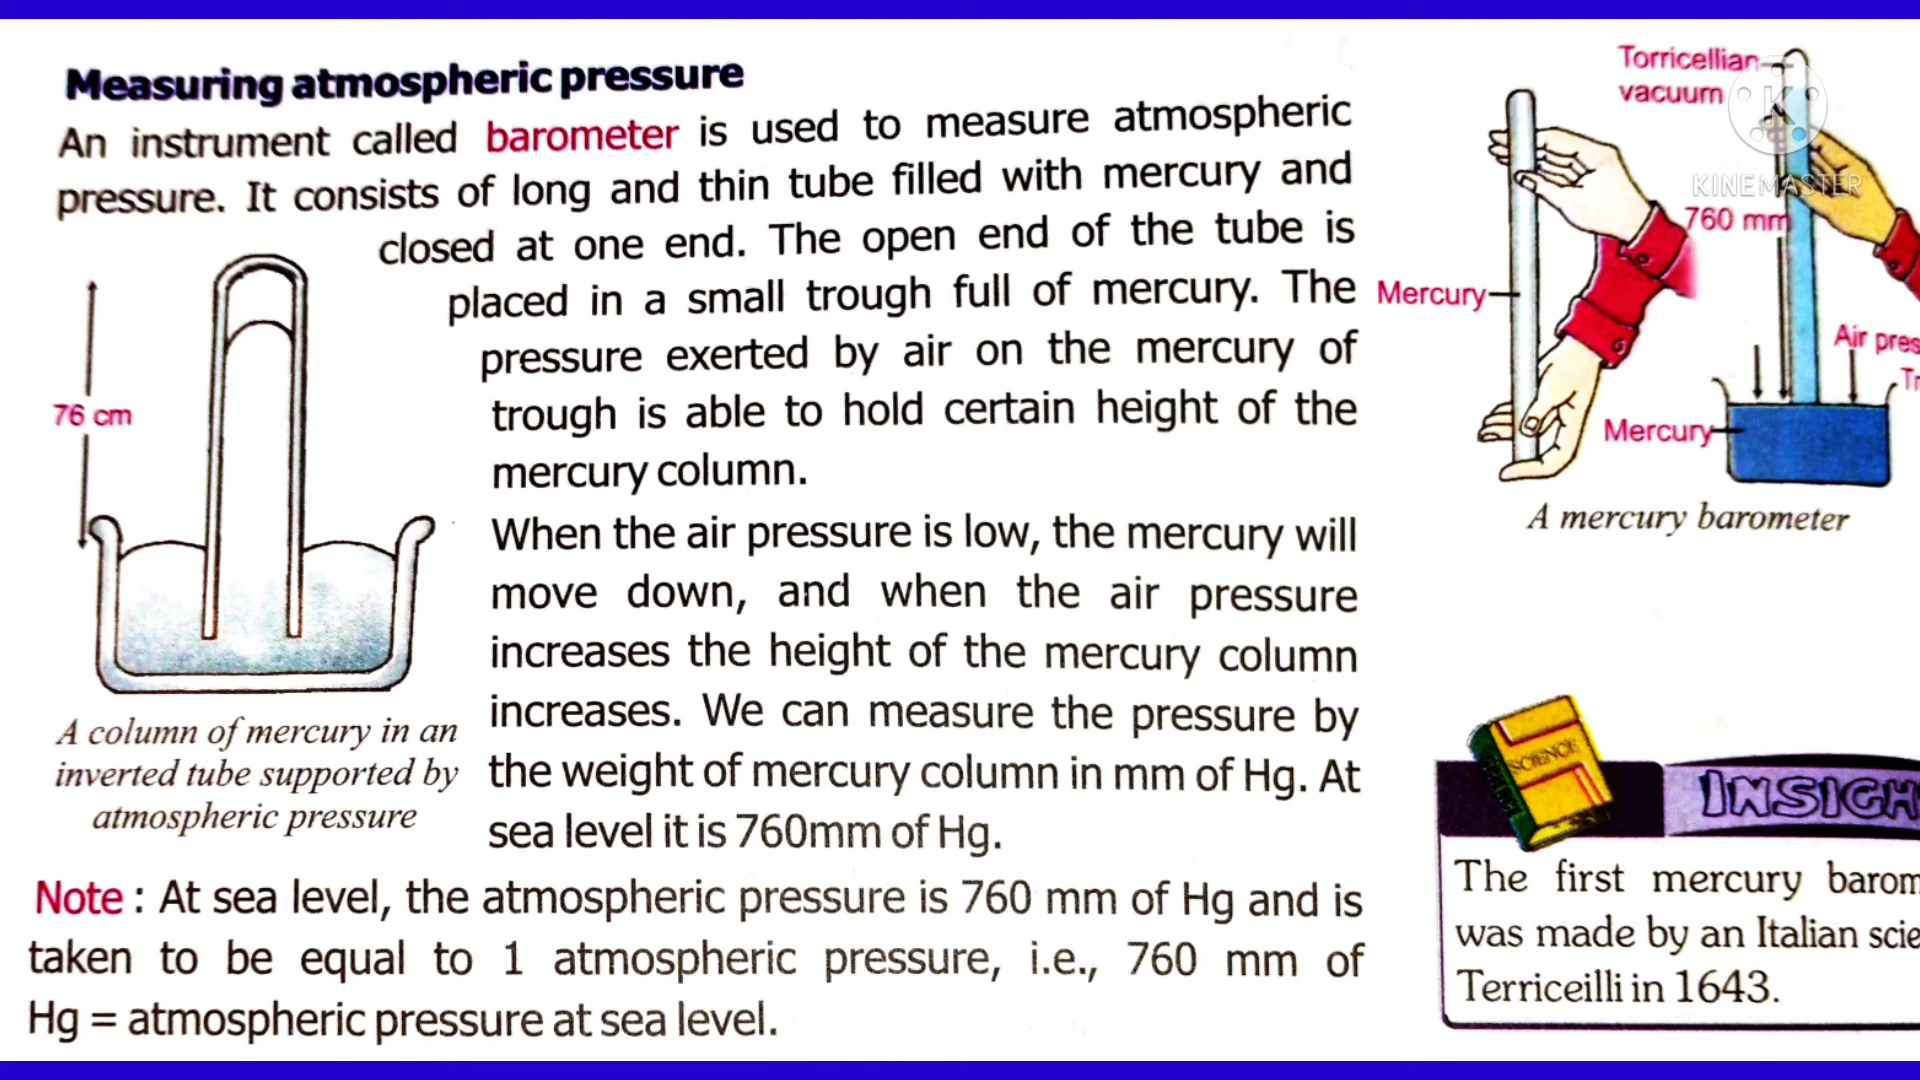 Measuring atmospheric pressure
An instrument called barometer is used to measure atmospheric
pressure. It consists of long and thin tube filled with mercury and
closed at one end. The open end of the tube is
placed in a small trough full of mercury. The
pressure exerted by air on the mercury of
trough is able to hold certain height of the
mercury column.
When the air pressure is low, the mercury will
move down, and when the air pressure
increases the height of the mercury column
increases. We can measure the pressure by
the weight of mercury column in mm of Hg. At
sea level it is 760mm of Hg.
76 cm
A column of mercury in an
inverted tube supported by
atmospheric pressure
Note : At sea level, the atmospheric pressure is 760 mm of Hg and is
taken to be equal to 1 atmospheric pressure, i.e., 760 mm of
Hg = atmospheric pressure at sea level.
Torricellian
vacuum
K
KINEMASTER
760 mm
Mercury
Air pres
Tr
Mercury
A mercury barometer
SCIENCE
INSIGH
The first mercury barom
was made by an Italian scie
Terriceilli in 1643.